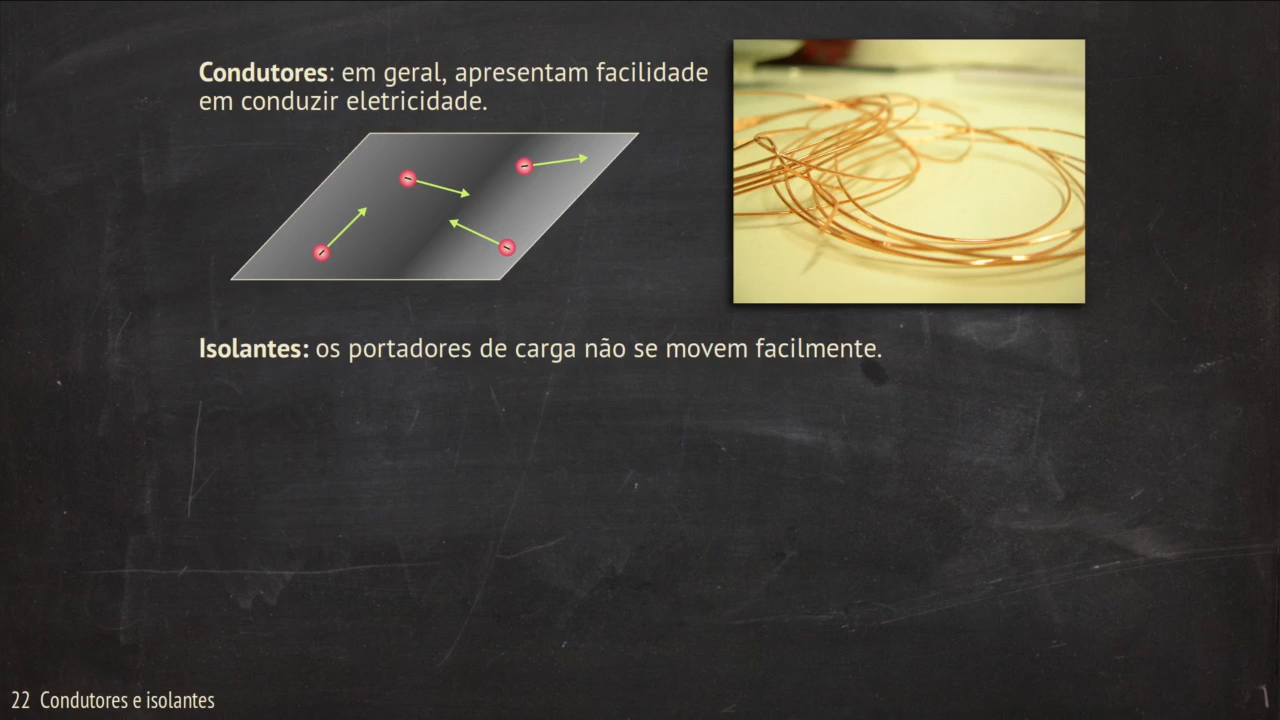 Condutores: em geral, apresentam facilidade
em conduzir eletricidade.
Isolantes: os portadores de carga não se movem facilmente.
22 Condutores e isolantes